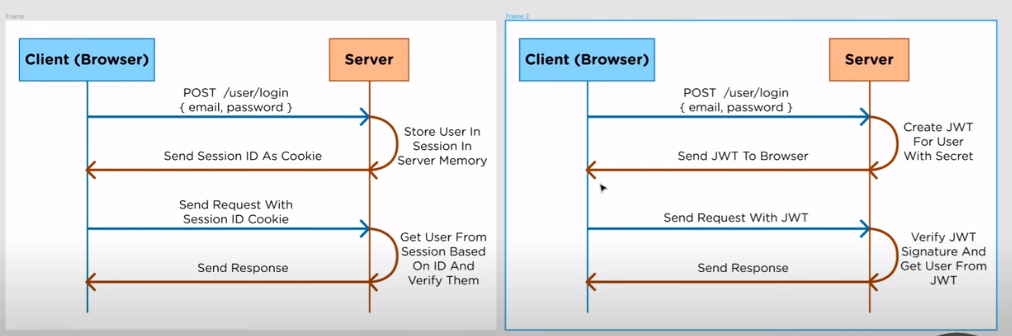 Frame
Client (Browser)
Server
POST /user/login
{ email, password }
Store User In
Session In
Server Memory
Send Session ID As Cookie
Send Request With
Session ID Cookie
Get User From
Session Based
On ID And
Verify Them
Send Response
Frame 2
Client (Browser)
Server
POST /user/login
{ email, password }
Create JWT
For User
With Secret
Send JWT To Browser
Send Request With JWT
Verify JWT
Signature And
Get User From
JWT
Send Response